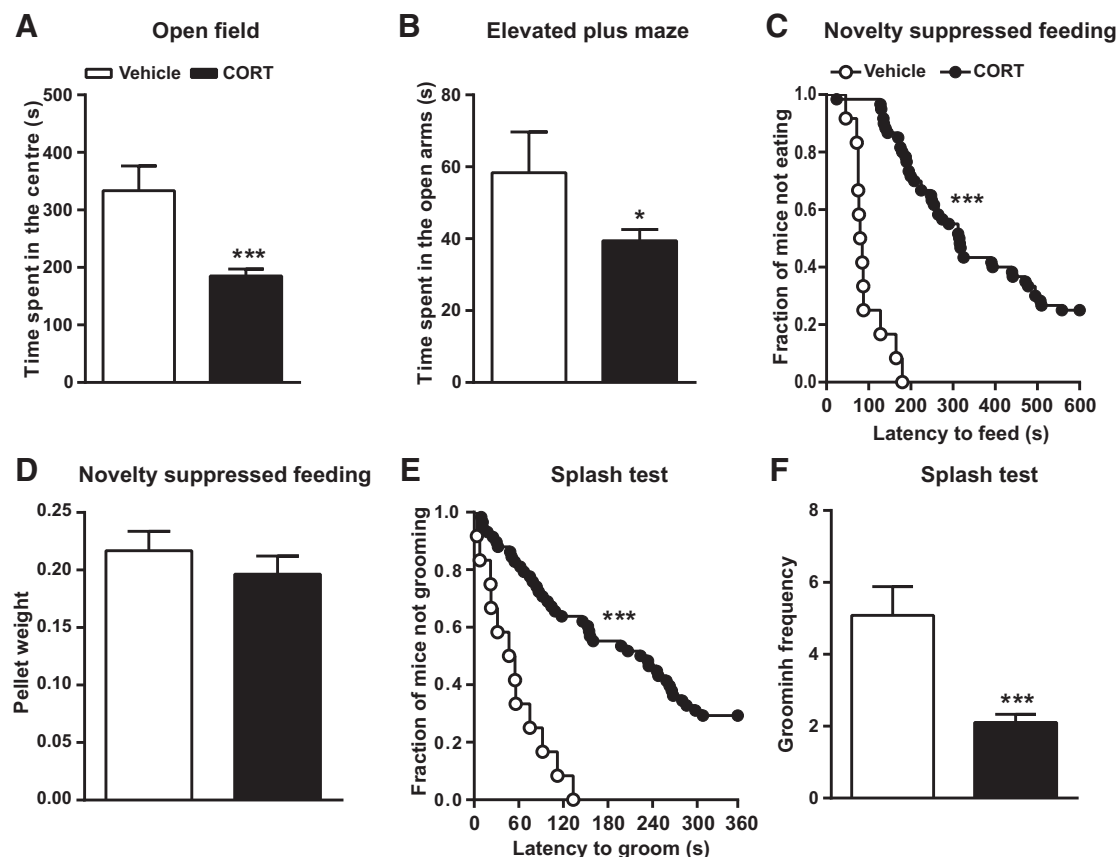 A Open field
Vehicle CORT
Time spent in the centre (s)
500
400
300
200
100
0
***
B Elevated plus maze
Time spent in the open arms (s)
80
60
40
20
0
*
C Novelty suppressed feeding
Vehicle CORT
Fraction of mice not eating
1.0
0.8
0.6
0.4
0.2
0.0
***
0 100 200 300 400 500 600
Latency to feed (s)
D Novelty suppressed feeding
Pellet weight
0.25
0.20
0.15
0.10
0.05
0.00
E Splash test
Fraction of mice not grooming
1.0
0.8
0.6
0.4
0.2
0.0
***
0 60 120 180 240 300 360
Latency to groom (s)
F Splash test
Groominh frequency
8
6
4
2
0
***